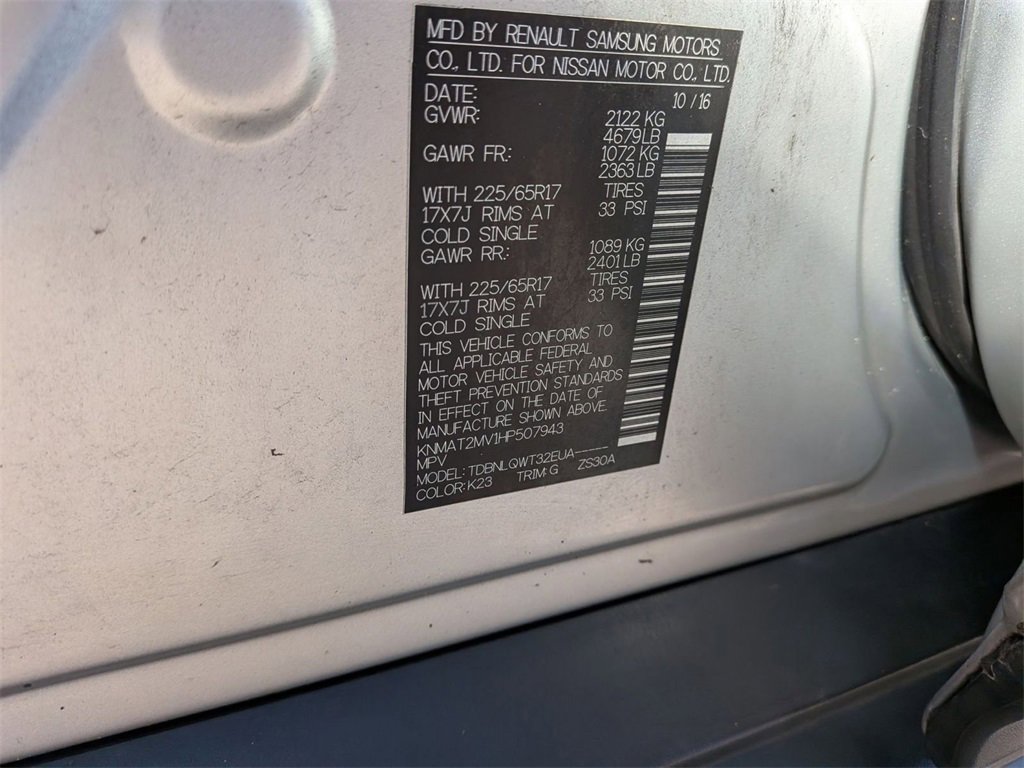 MFD BY RENAULT SAMSUNG MOTORS
CO., LTD. FOR NISSAN MOTOR CO., LTD.
DATE: 10 / 16
GVWR: 2122 KG
4679 LB
GAWR FR.: 1072 KG
2363 LB
WITH 225/65R17 TIRES
17X7J RIMS AT 33 PSI
COLD SINGLE
GAWR RR.: 1089 KG
2401 LB
WITH 225/65R17 TIRES
17X7J RIMS AT 33 PSI
COLD SINGLE
THIS VEHICLE CONFORMS TO
ALL APPLICABLE FEDERAL
MOTOR VEHICLE SAFETY AND
THEFT PREVENTION STANDARDS
IN EFFECT ON THE DATE OF
MANUFACTURE SHOWN ABOVE.
KNMAT2MV1HP507943
MPV
MODEL: TDBNLQWT32EUA-----
COLOR: K23 TRIM: G ZS30A